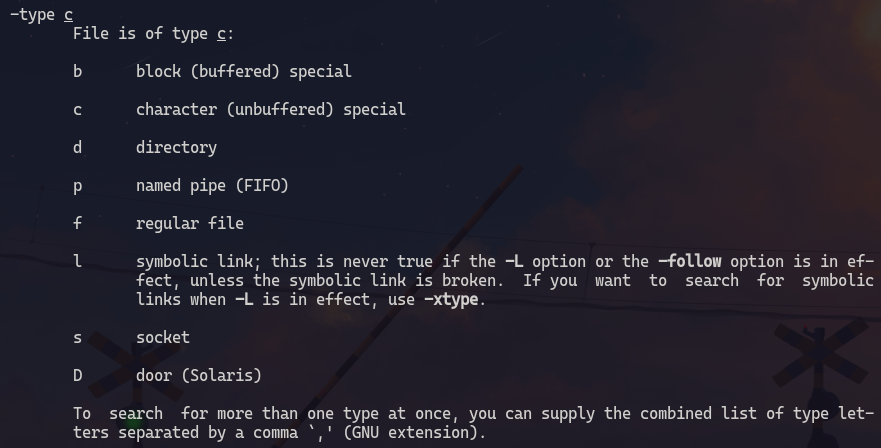 -type c
File is of type c:
b      block (buffered) special
c      character (unbuffered) special
d      directory
p      named pipe (FIFO)
f      regular file
l      symbolic link; this is never true if the -L option or the -follow option is in ef-
fect, unless the symbolic link is broken.  If you  want  to  search  for  symbolic
links when -L is in effect, use -xtype.
s      socket
D      door (Solaris)
To  search  for more than one type at once, you can supply the combined list of type let-
ters separated by a comma `,' (GNU extension).